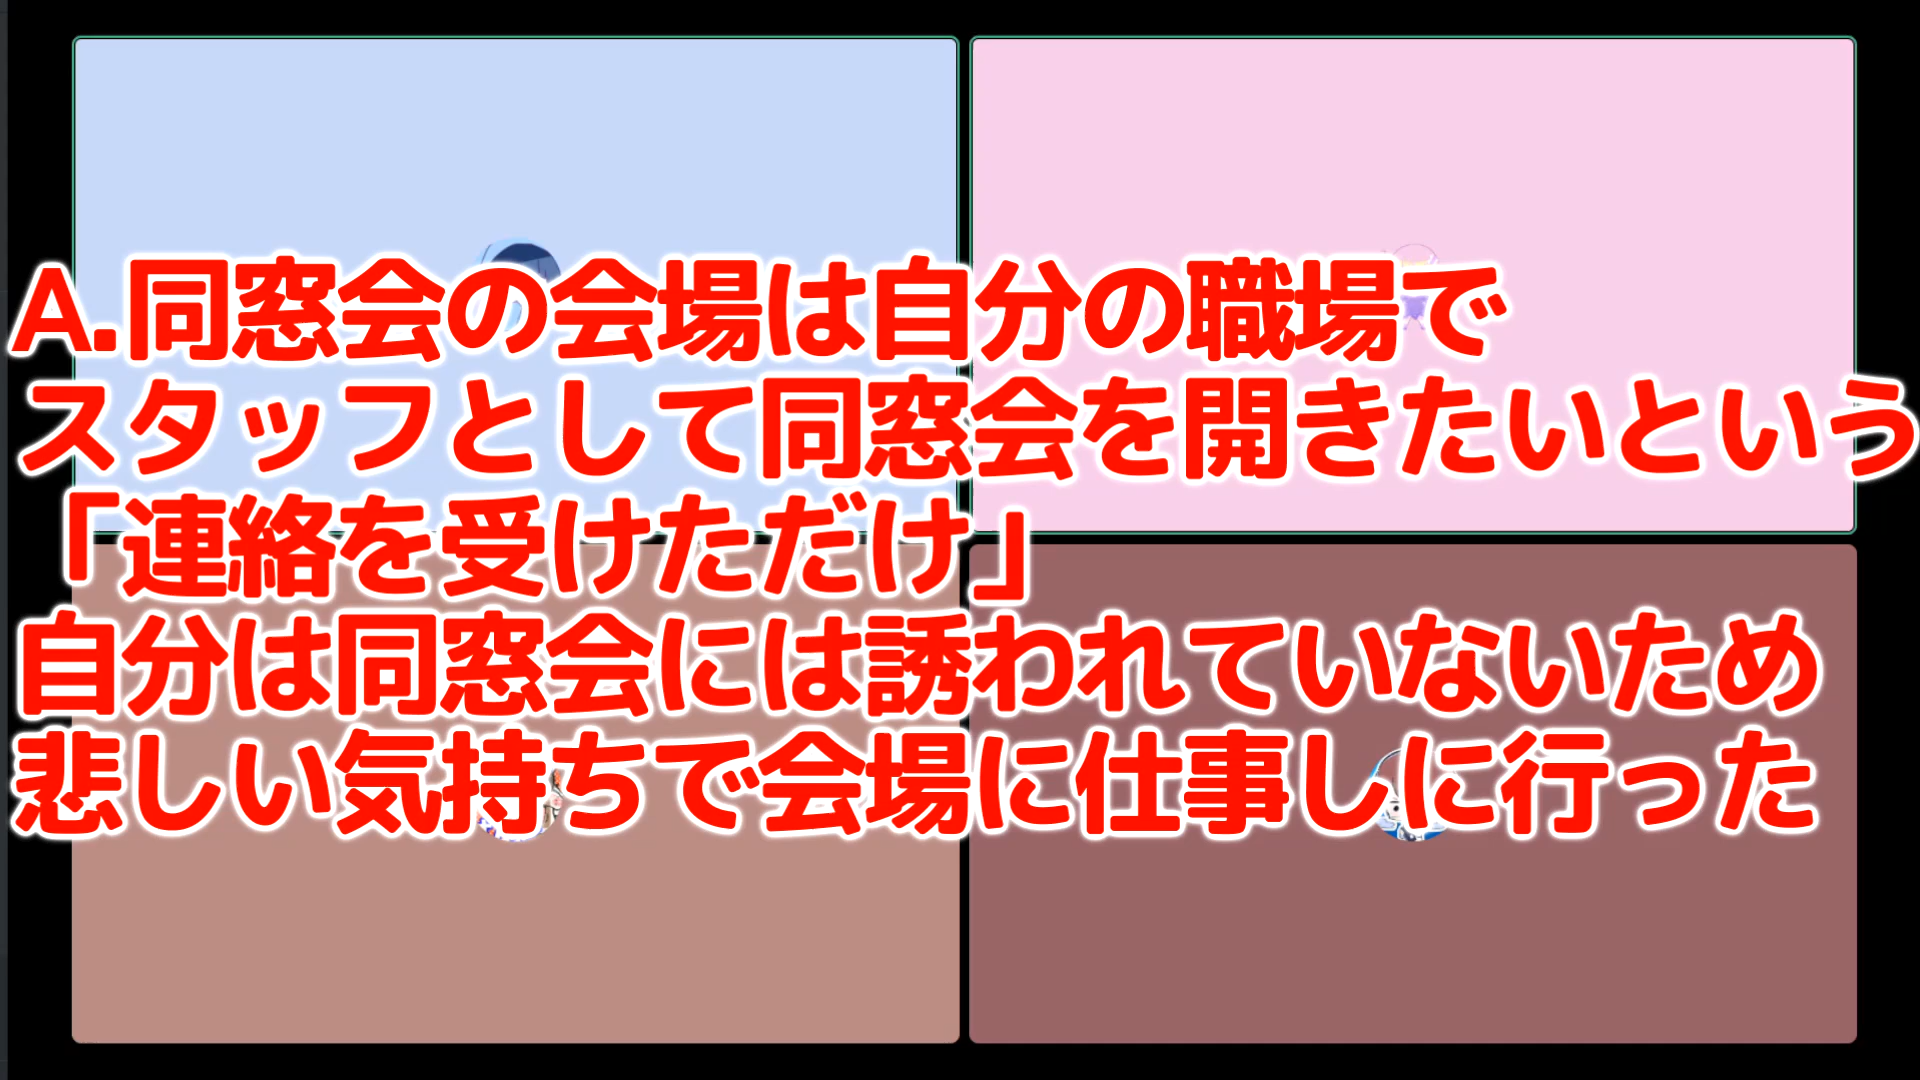 A.同窓会の会場は自分の職場で
スタッフとして同窓会を開きたいという
「連絡を受けただけ」
自分は同窓会には誘われていないため
悲しい気持ちで会場に仕事しに行った